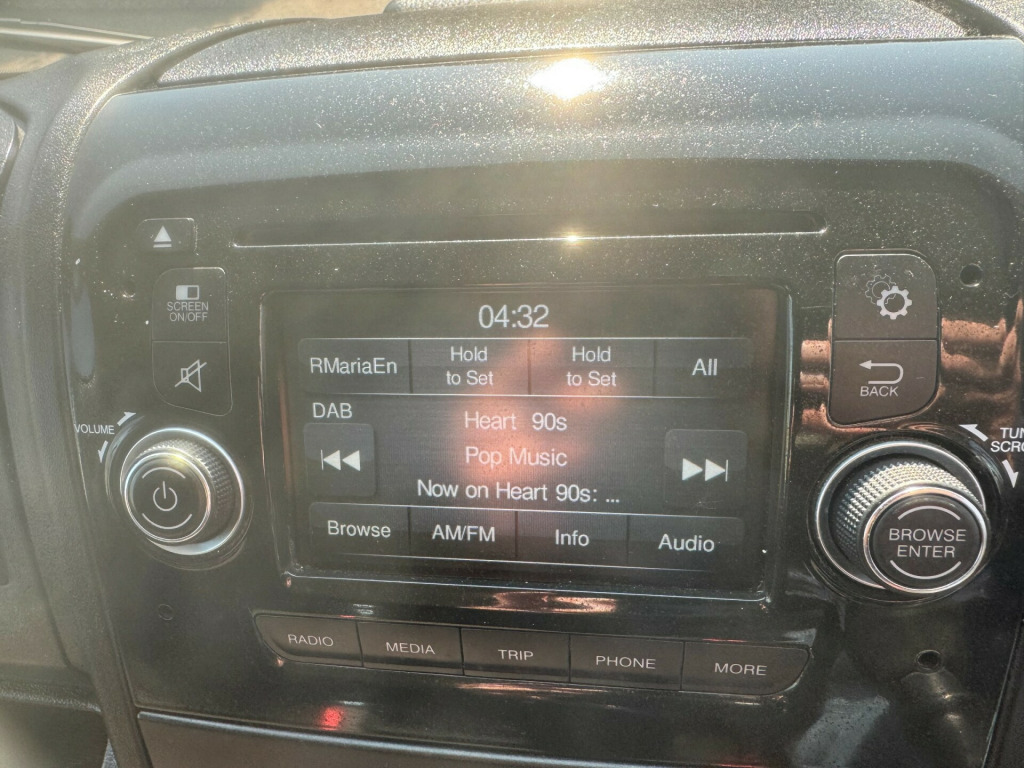 SCREEN
ON/OFF
VOLUME
04:32
RMariaEn
Hold
to Set
Hold
to Set
All
DAB
Heart 90s
Pop Music
Now on Heart 90s: ...
Browse
AM/FM
Info
Audio
BACK
BROWSE
ENTER
RADIO
MEDIA
TRIP
PHONE
MORE